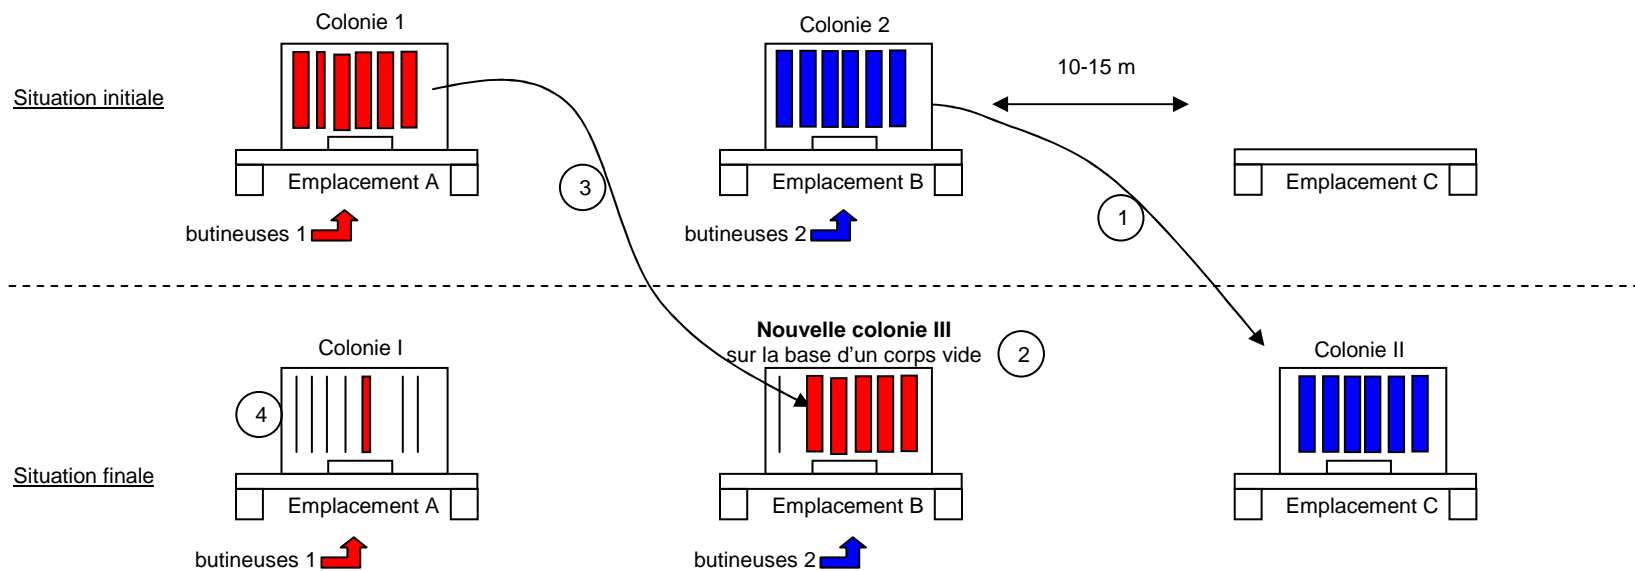 Colonie 1
Colonie 2
10-15 m
Situation initiale
Emplacement A
Emplacement B
Emplacement C
3
1
butineuses 1
butineuses 2
Nouvelle colonie III
sur la base d'un corps vide
2
Colonie I
Colonie II
4
Situation finale
Emplacement A
Emplacement B
Emplacement C
butineuses 1
butineuses 2